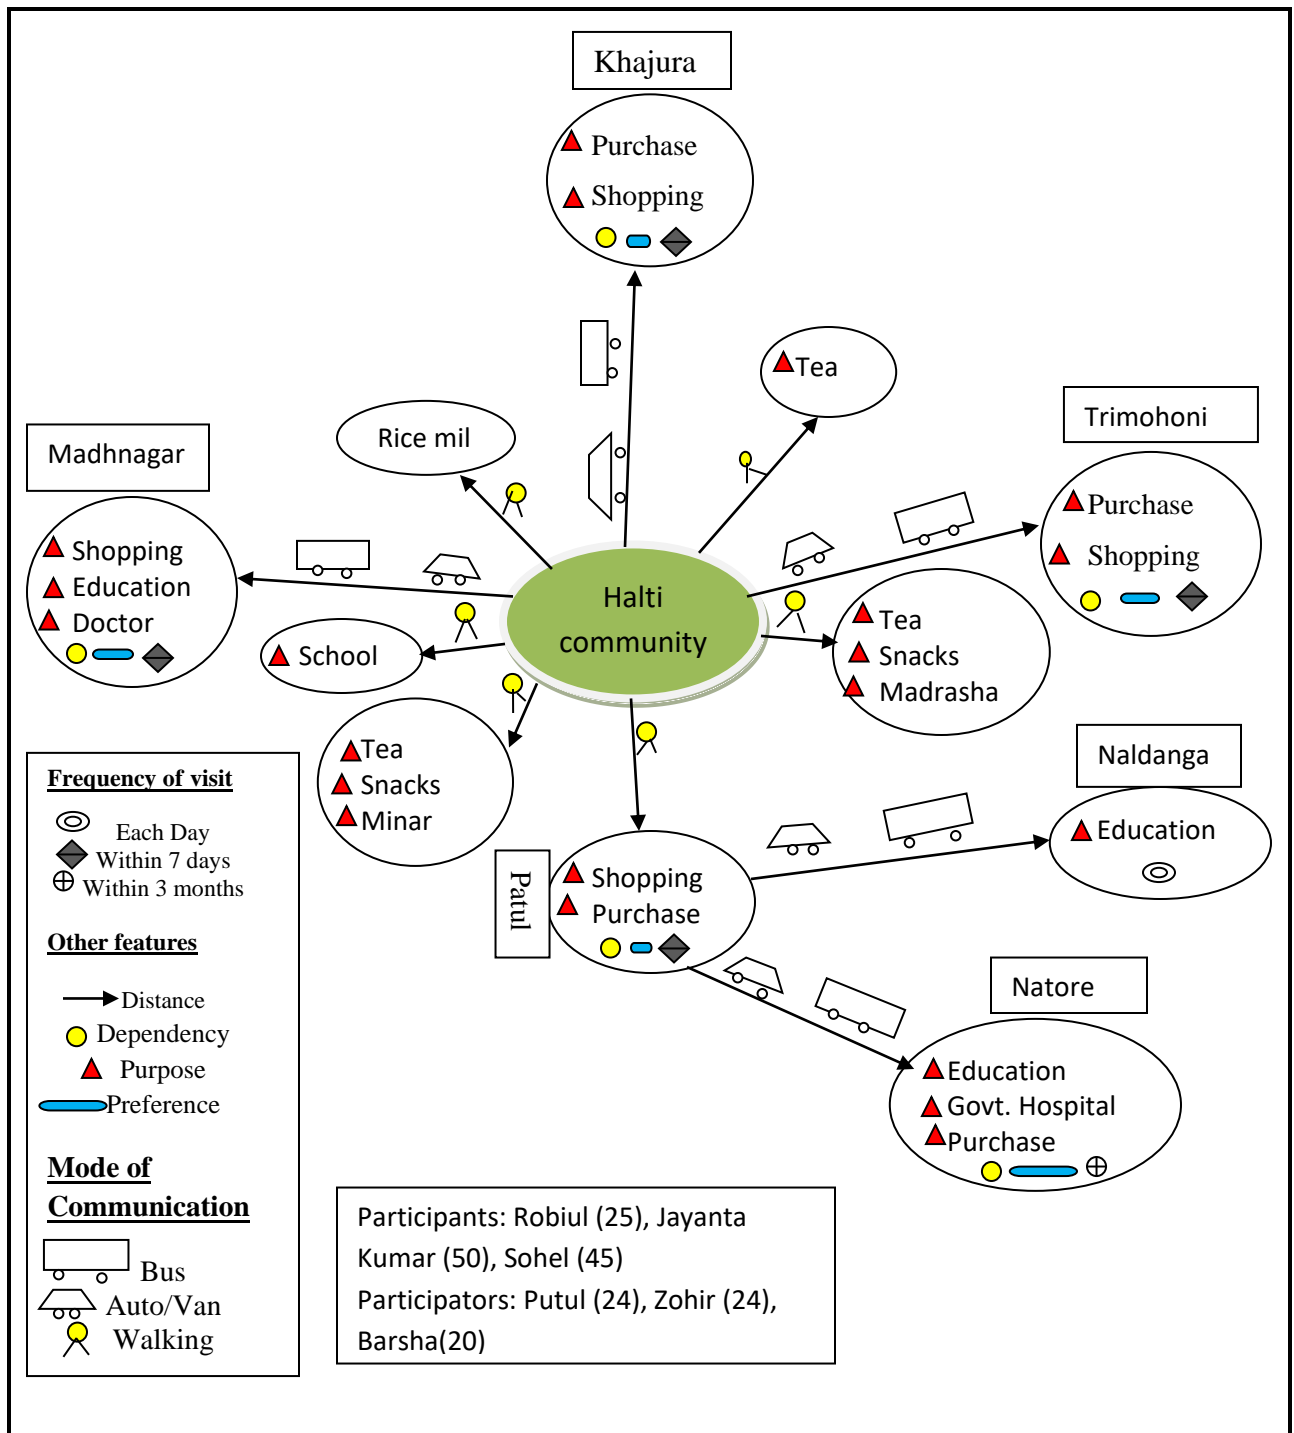 Khajura
Purchase
Shopping
Tea
Trimohoni
Purchase
Shopping
Rice mil
Madhnagar
Shopping
Education
Doctor
Halti
community
School
Tea
Snacks
Madrasha
Tea
Snacks
Minar
Naldanga
Education
Patul
Shopping
Purchase
Natore
Education
Govt. Hospital
Purchase
Frequency of visit
Each Day
Within 7 days
Within 3 months
Other features
Distance
Dependency
Purpose
Preference
Mode of
Communication
Bus
Auto/Van
Walking
Participants: Robiul (25), Jayanta
Kumar (50), Sohel (45)
Participators: Putul (24), Zohir (24),
Barsha(20)